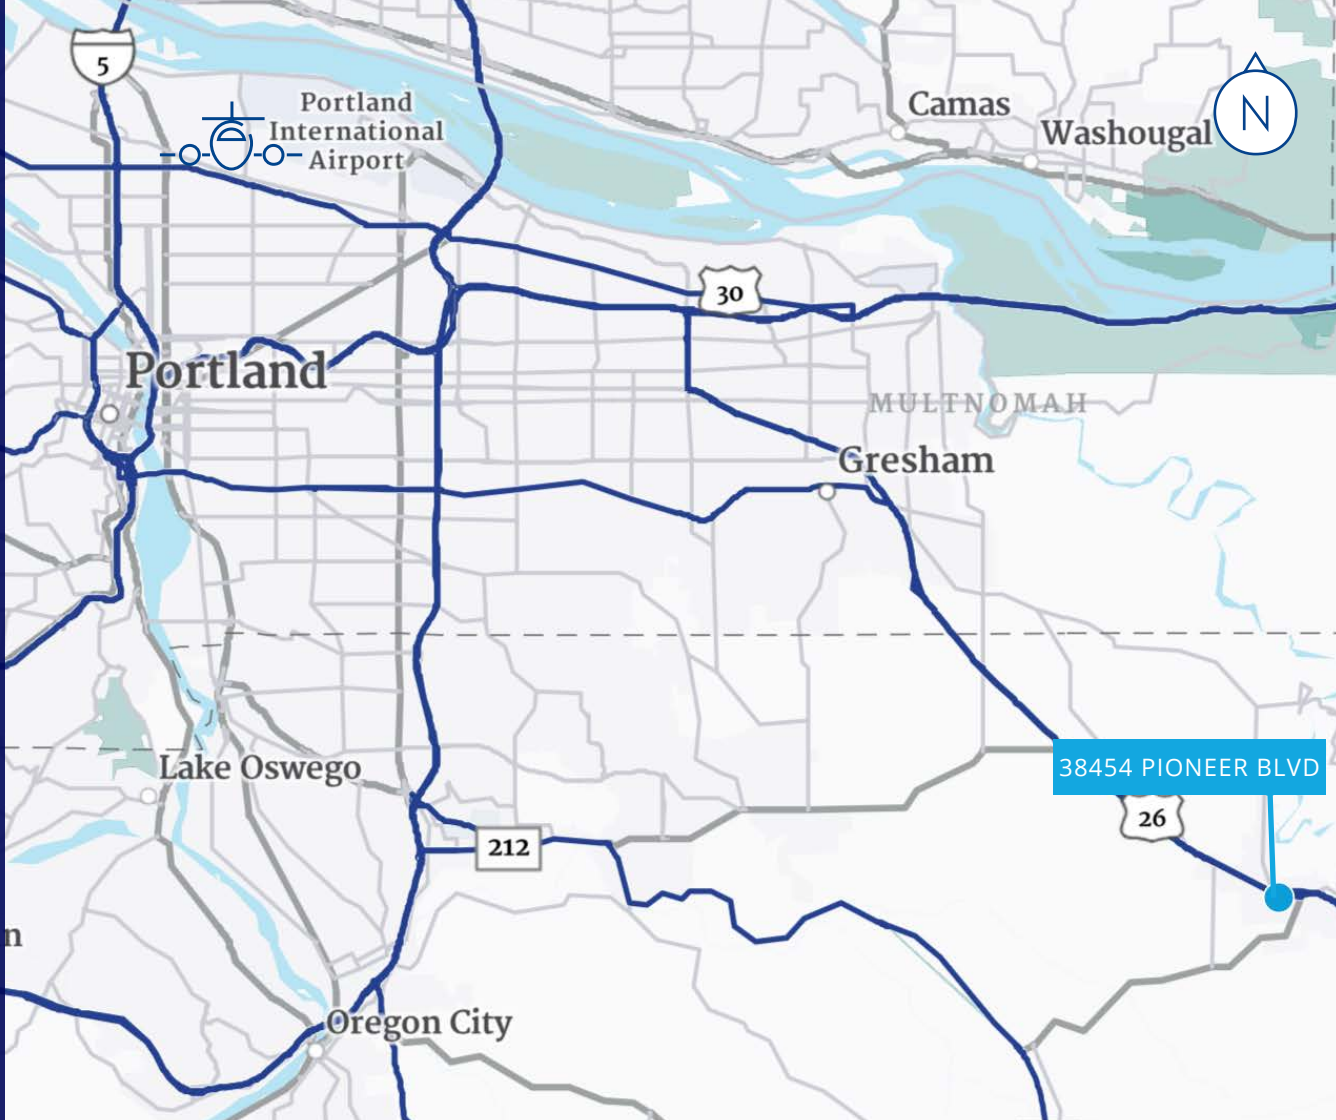 5
Portland
International
Airport
Camas
Washougal
N
30
Portland
MULTNOMAH
Gresham
38454 PIONEER BLVD
Lake Oswego
26
212
n
Oregon City